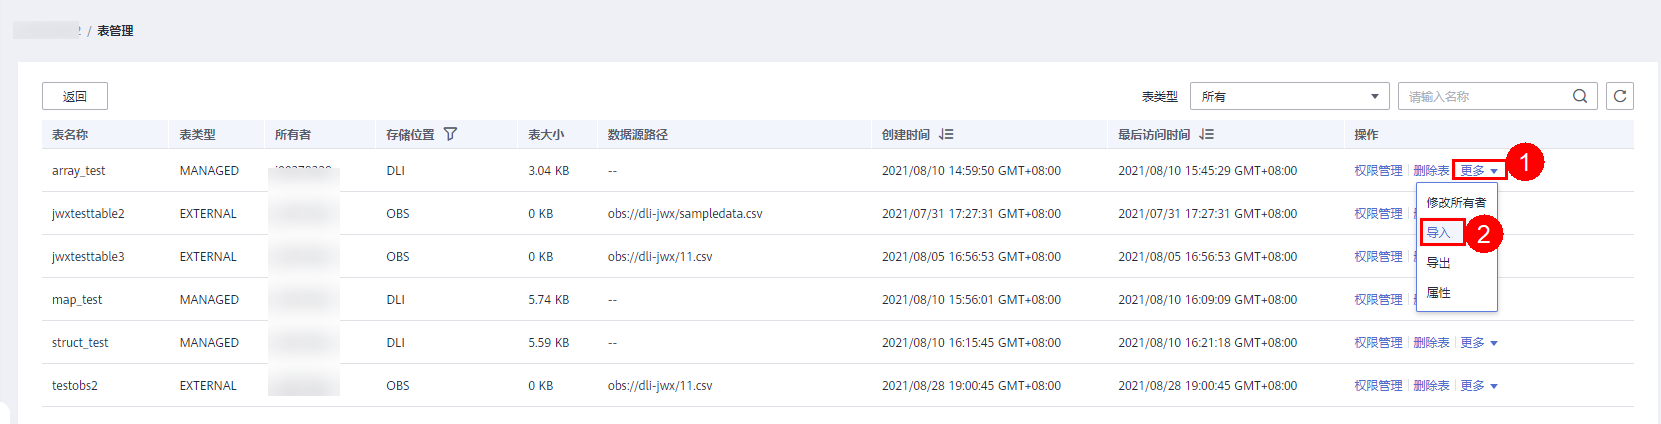 / 表管理
返回 表类型 所有 请输入名称
表名称 表类型 所有者 存储位置 表大小 数据源路径 创建时间 最后访问时间 操作
array_test MANAGED DLI 3.04 KB -- 2021/08/10 14:59:50 GMT+08:00 2021/08/10 15:45:29 GMT+08:00 权限管理 删除表 更多 1
修改所有者
jwxtesttable2 EXTERNAL OBS 0 KB obs://dli-jwx/sampledata.csv 2021/07/31 17:27:31 GMT+08:00 2021/07/31 17:27:31 GMT+08:00 权限管理
导入 2
jwxtesttable3 EXTERNAL OBS 0 KB obs://dli-jwx/11.csv 2021/08/05 16:56:53 GMT+08:00 2021/08/05 16:56:53 GMT+08:00 权限管理
导出
属性
map_test MANAGED DLI 5.74 KB -- 2021/08/10 15:56:01 GMT+08:00 2021/08/10 16:09:09 GMT+08:00 权限管理
struct_test MANAGED DLI 5.59 KB -- 2021/08/10 16:15:45 GMT+08:00 2021/08/10 16:21:18 GMT+08:00 权限管理 删除表 更多
testobs2 EXTERNAL OBS 0 KB obs://dli-jwx/11.csv 2021/08/28 19:00:45 GMT+08:00 2021/08/28 19:00:45 GMT+08:00 权限管理 删除表 更多